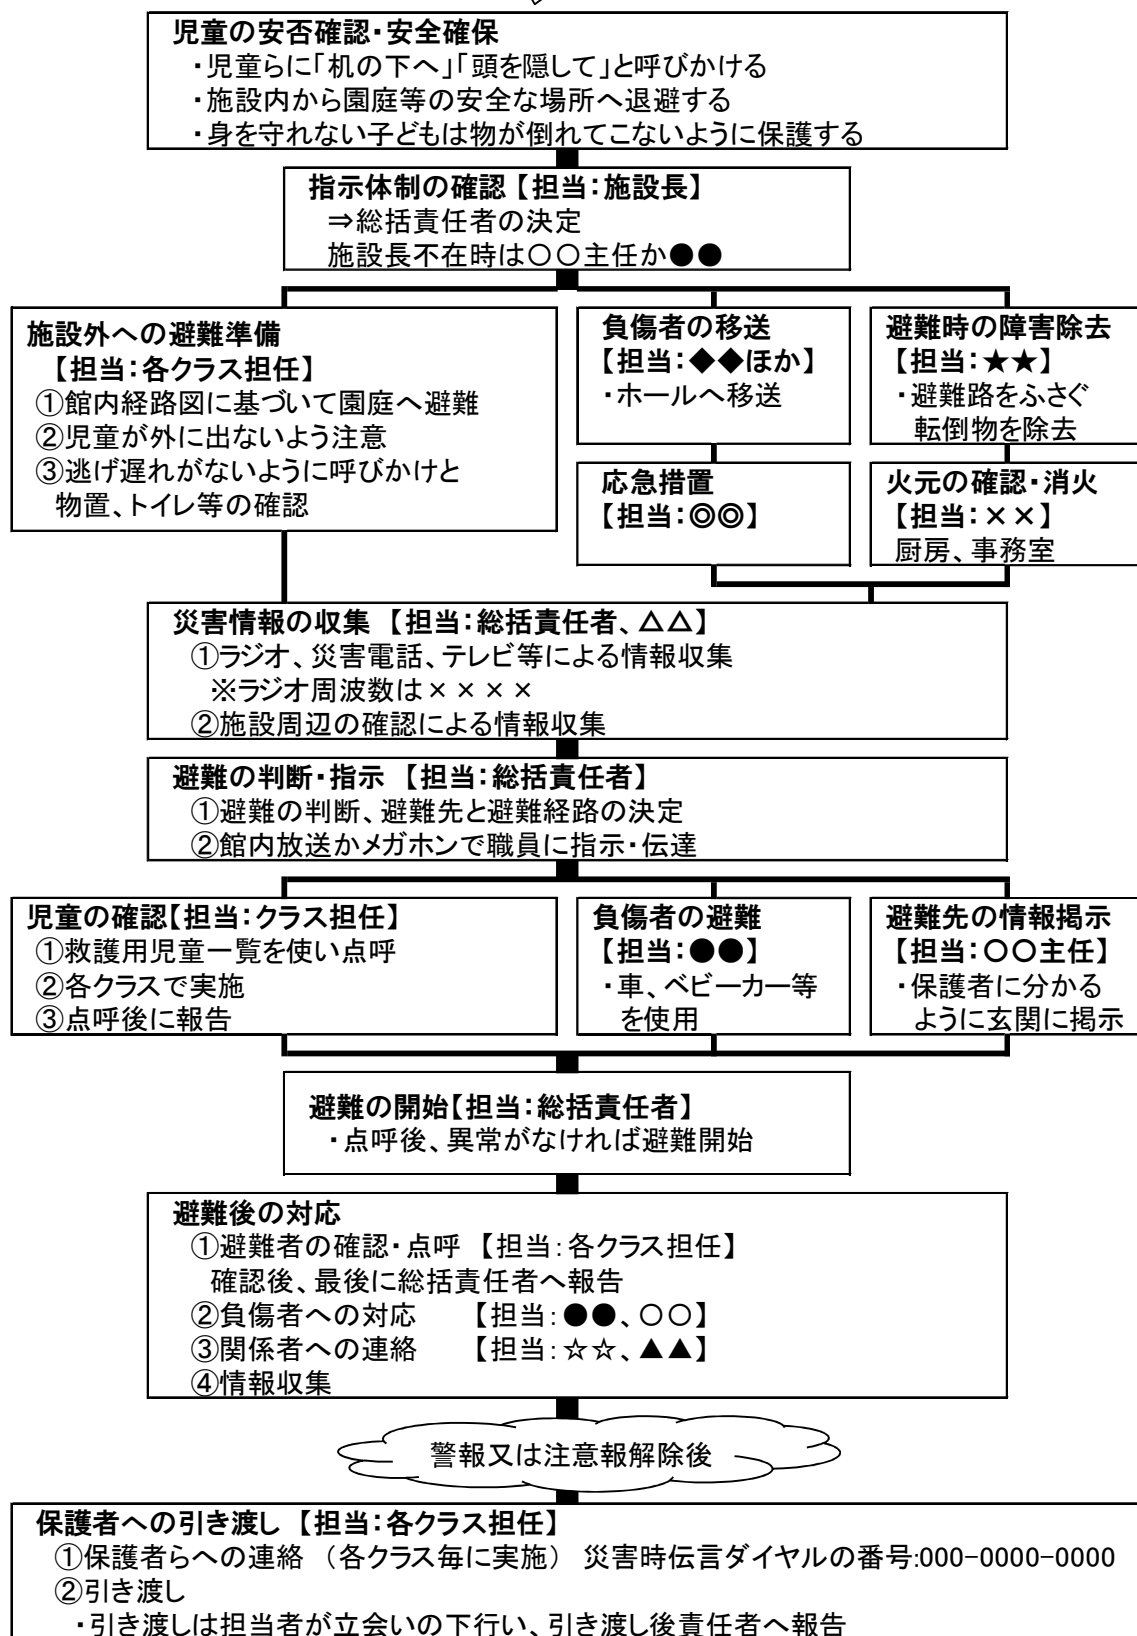 児童の安否確認・安全確保
・児童らに「机の下へ」「頭を隠して」と呼びかける
・施設内から園庭等の安全な場所へ退避する
・身を守れない子どもは物が倒れてこないように保護する
指示体制の確認【担当：施設長】
⇒総括責任者の決定
施設長不在時は〇〇主任か●●
施設外への避難準備
【担当：各クラス担任】
①館内経路図に基づいて園庭へ避難
②児童が外に出ないよう注意
③逃げ遅れがないように呼びかけと
物置、トイレ等の確認
負傷者の移送
【担当：◆◆ほか】
・ホールへ移送
避難時の障害除去
【担当：★★】
・避難路をふさぐ
転倒物を除去
応急措置
【担当：◎◎】
火元の確認・消火
【担当：××】
厨房、事務室
災害情報の収集 【担当：総括責任者、△△】
①ラジオ、災害電話、テレビ等による情報収集
※ラジオ周波数は××××
②施設周辺の確認による情報収集
避難の判断・指示 【担当：総括責任者】
①避難の判断、避難先と避難経路の決定
②館内放送かメガホンで職員に指示・伝達
児童の確認【担当：クラス担任】
①救護用児童一覧を使い点呼
②各クラスで実施
③点呼後に報告
負傷者の避難
【担当：●●】
・車、ベビーカー等
を使用
避難先の情報掲示
【担当：〇〇主任】
・保護者に分かる
ように玄関に掲示
避難の開始【担当：総括責任者】
・点呼後、異常がなければ避難開始
避難後の対応
①避難者の確認・点呼 【担当：各クラス担任】
確認後、最後に総括責任者へ報告
②負傷者への対応 【担当：●●、〇〇】
③関係者への連絡 【担当：☆☆、▲▲】
④情報収集
警報又は注意報解除後
保護者への引き渡し 【担当：各クラス担任】
①保護者らへの連絡 （各クラス毎に実施） 災害時伝言ダイヤルの番号:000-0000-0000
②引き渡し
・引き渡しは担当者が立会いの下行い、引き渡し後責任者へ報告